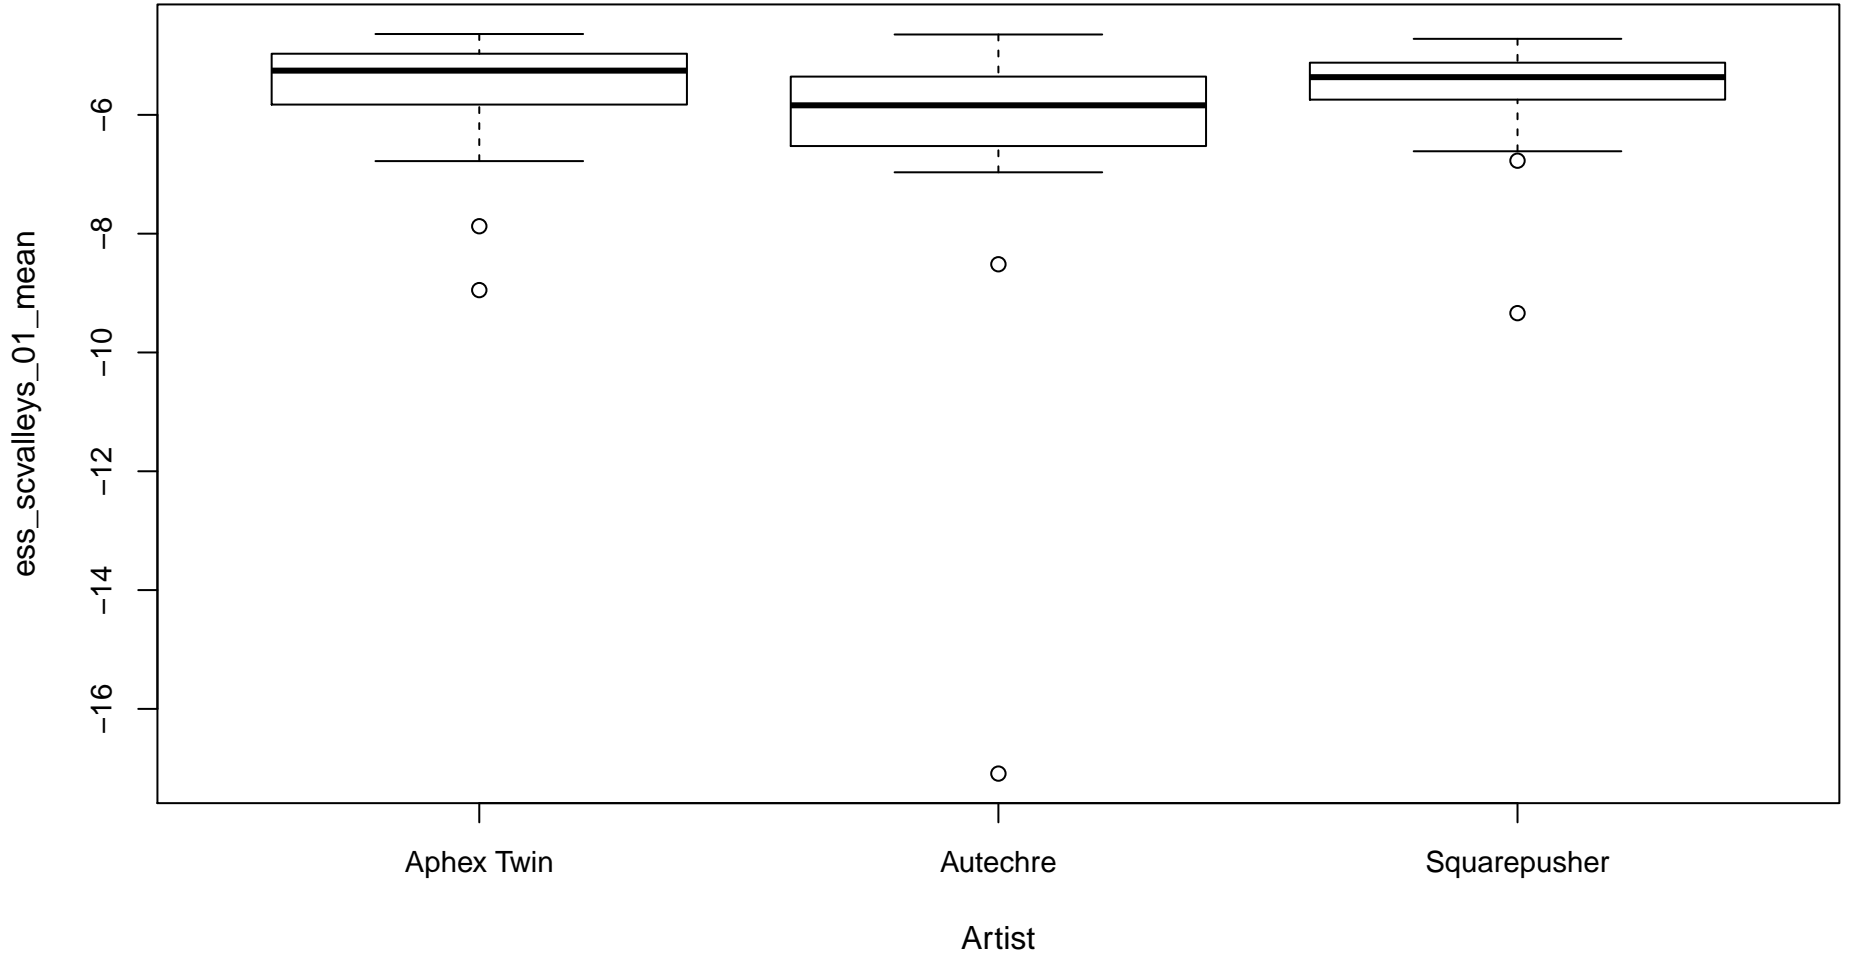 ess_scvalleys_01_mean
−6
−8
−10
−12
−14
−16
Aphex Twin
Autechre
Squarepusher
Artist